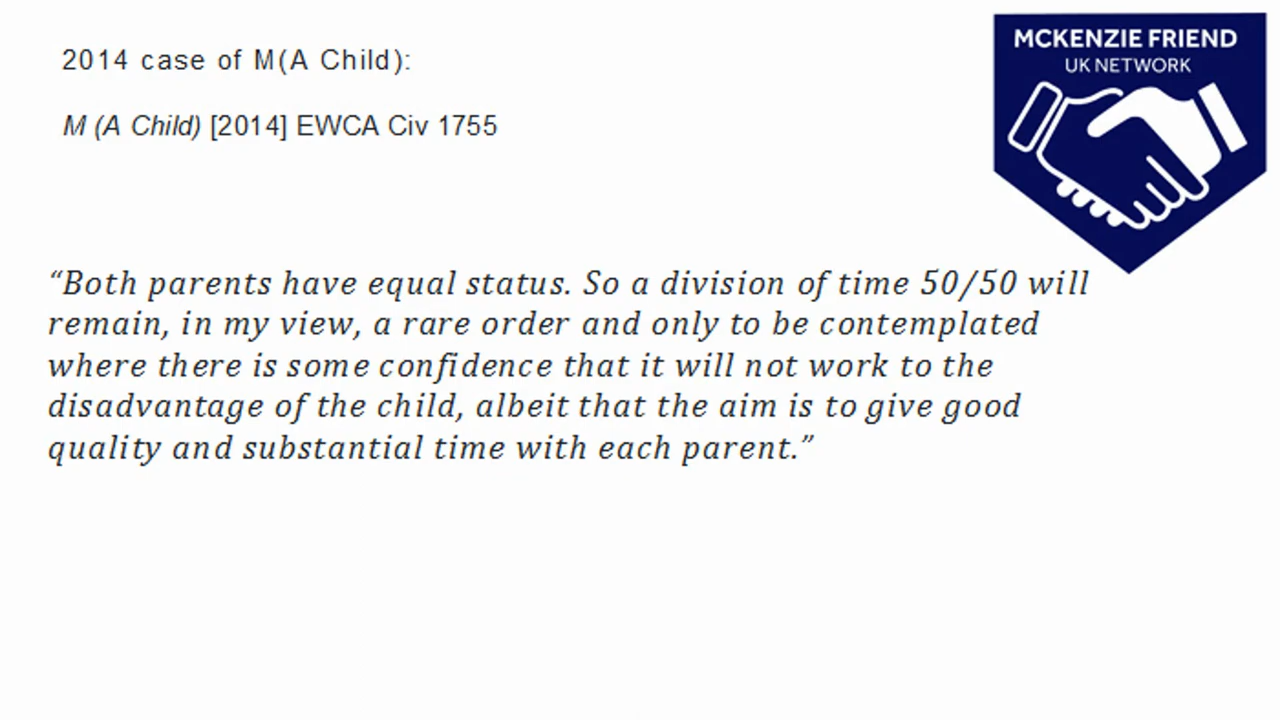 2014 case of M(A Child):
M (A Child) [2014] EWCA Civ 1755
MCKENZIE FRIEND
UK NETWORK
“Both parents have equal status. So a division of time 50/50 will
remain, in my view, a rare order and only to be contemplated
where there is some confidence that it will not work to the
disadvantage of the child, albeit that the aim is to give good
quality and substantial time with each parent.”